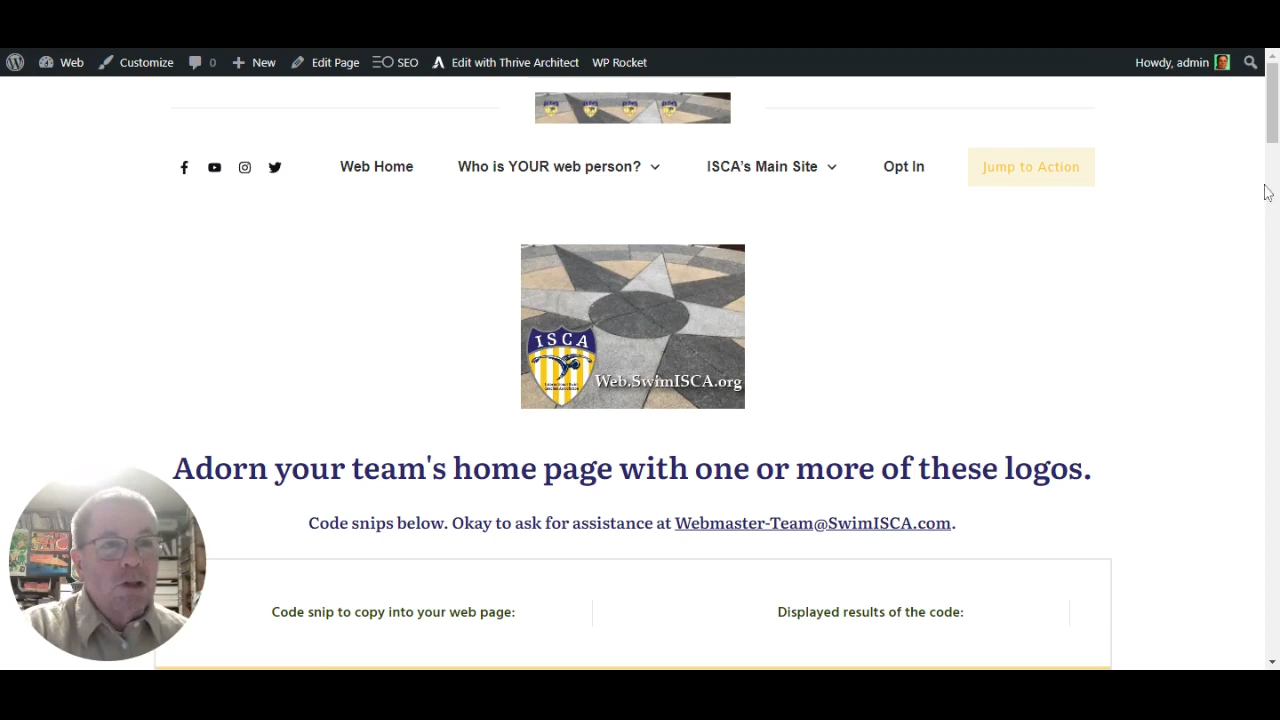 Web Customize 0 New Edit Page SEO Edit with Thrive Architect WP Rocket Howdy, admin
Web Home Who is YOUR web person? ISCA's Main Site Opt In Jump to Action
ISCA
Web.SwimISCA.org
Adorn your team's home page with one or more of these logos.
Code snips below. Okay to ask for assistance at Webmaster-Team@SwimISCA.com.
Code snip to copy into your web page: Displayed results of the code: